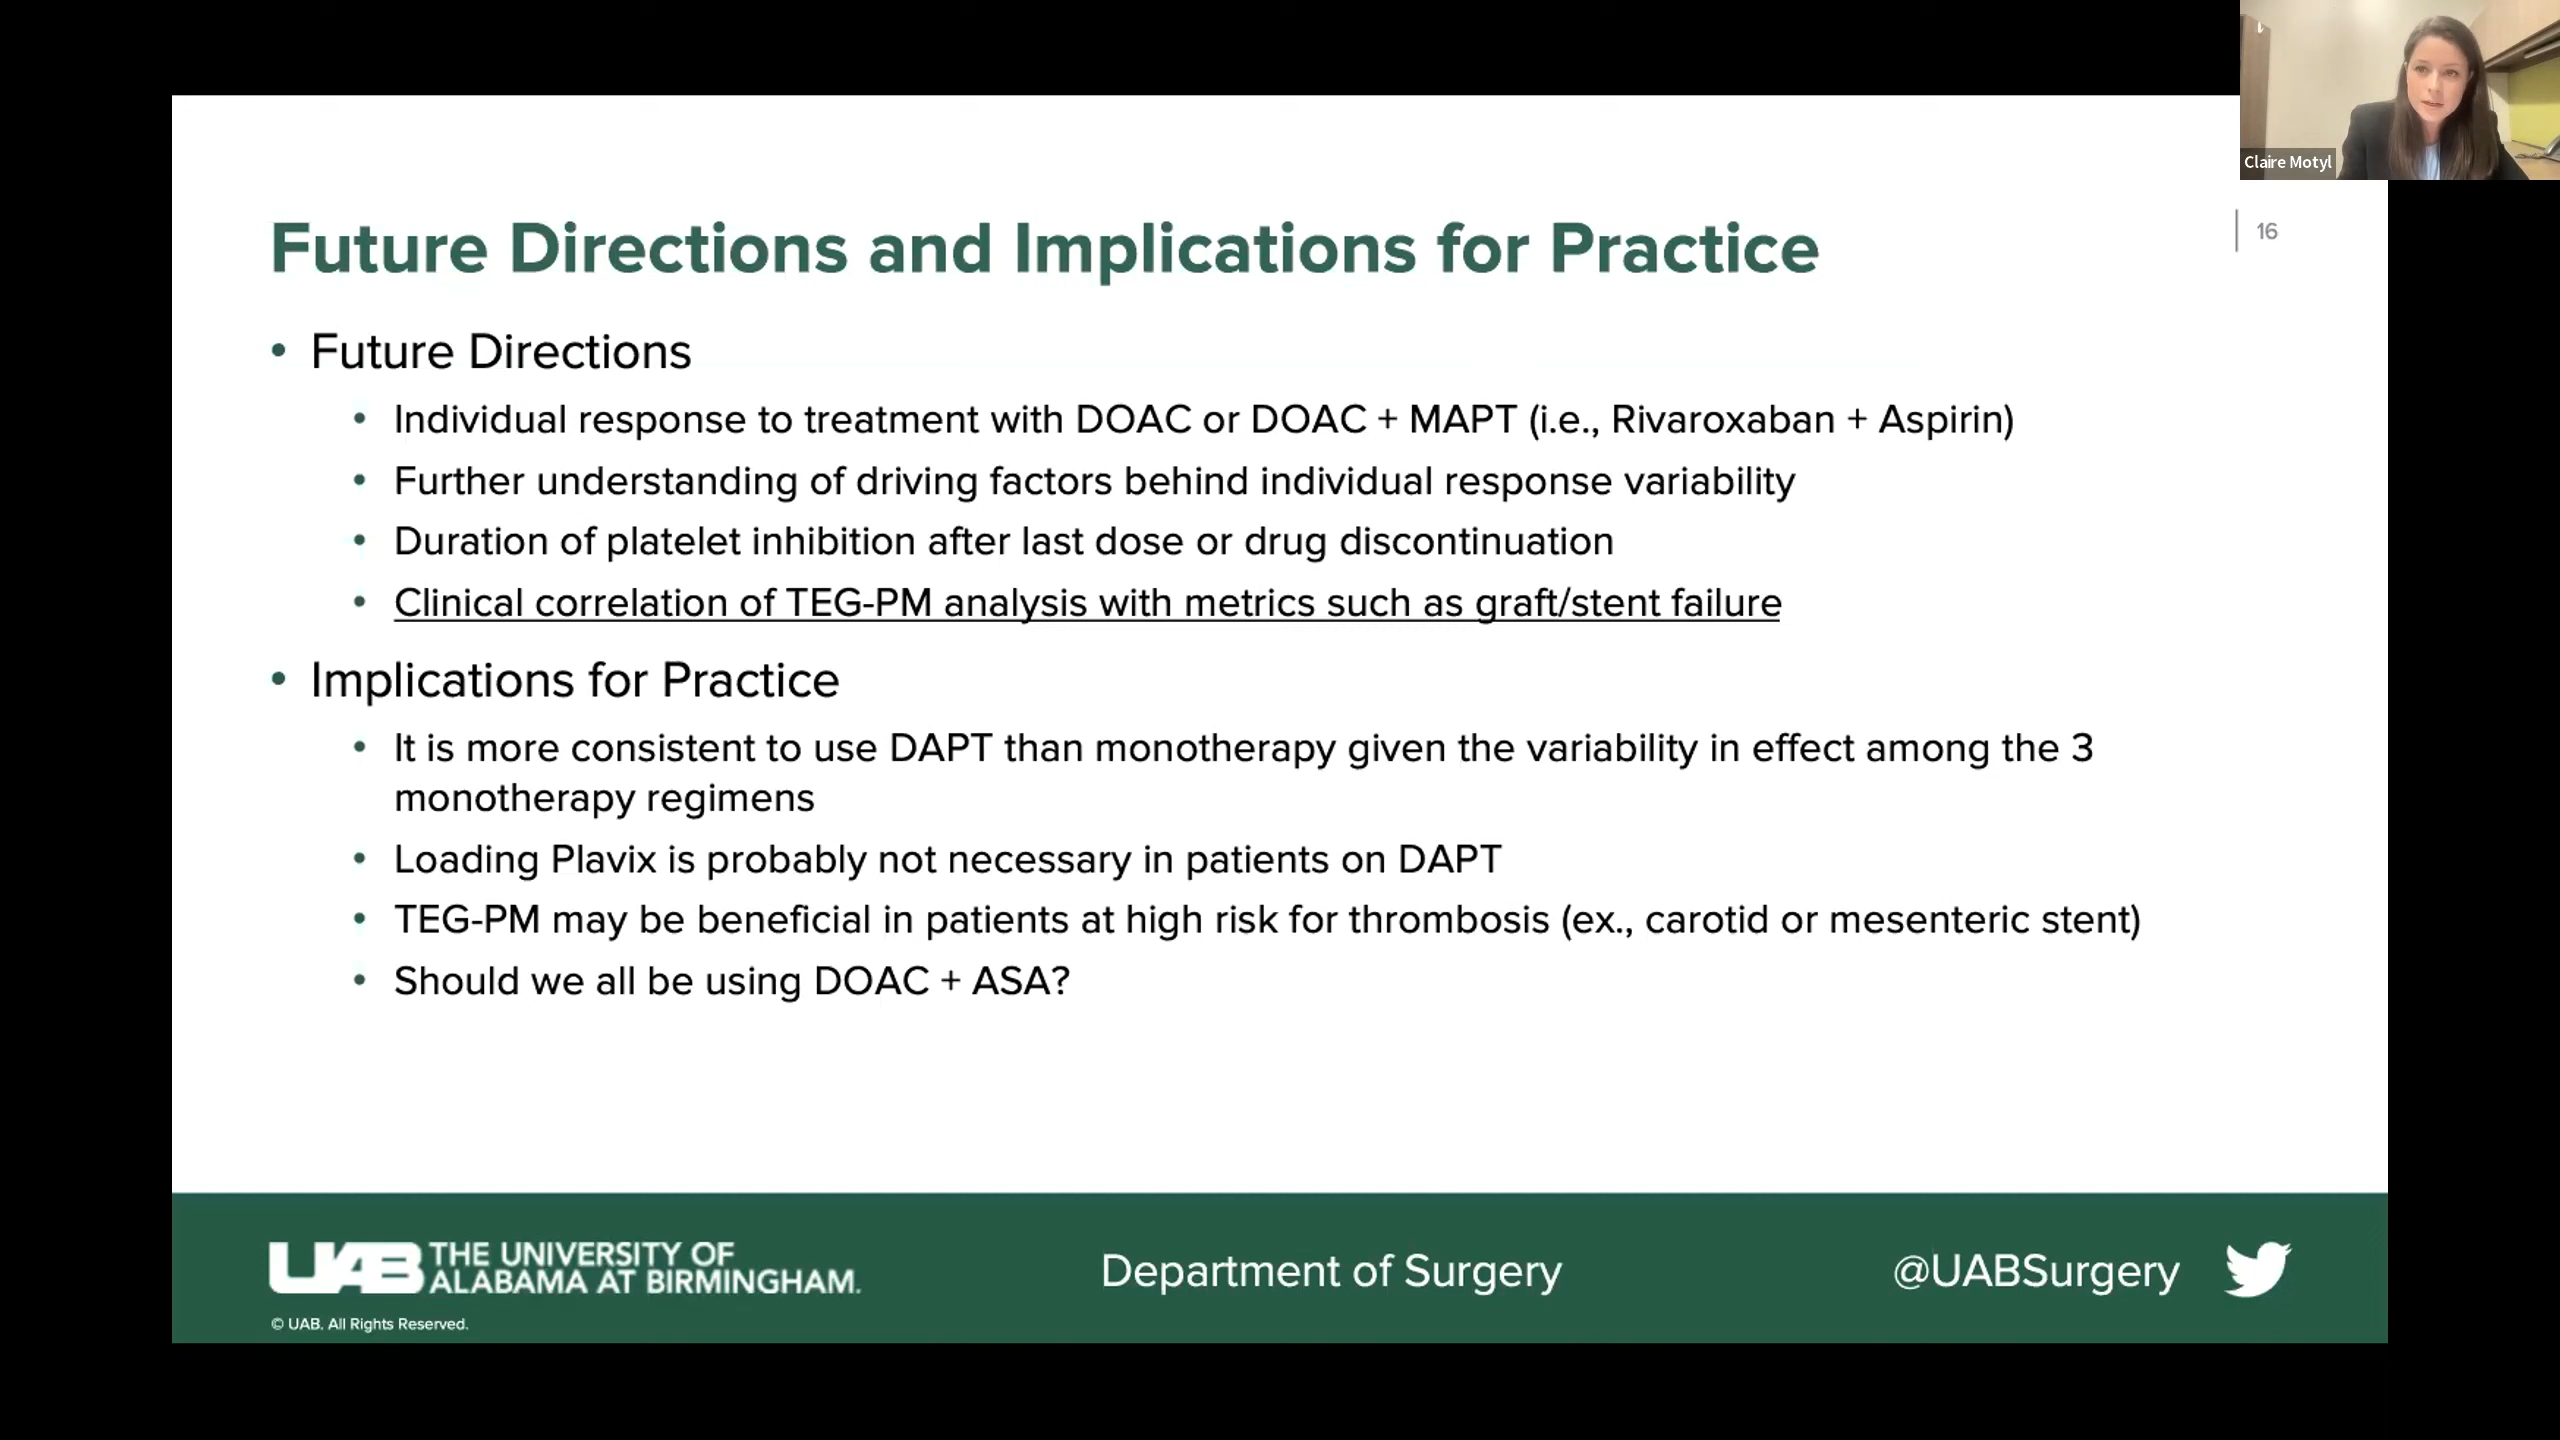 Claire Motyl
Future Directions and Implications for Practice
16
• Future Directions
• Individual response to treatment with DOAC or DOAC + MAPT (i.e., Rivaroxaban + Aspirin)
• Further understanding of driving factors behind individual response variability
• Duration of platelet inhibition after last dose or drug discontinuation
• Clinical correlation of TEG-PM analysis with metrics such as graft/stent failure
• Implications for Practice
• It is more consistent to use DAPT than monotherapy given the variability in effect among the 3
monotherapy regimens
• Loading Plavix is probably not necessary in patients on DAPT
• TEG-PM may be beneficial in patients at high risk for thrombosis (ex., carotid or mesenteric stent)
• Should we all be using DOAC + ASA?
UAB THE UNIVERSITY OF
ALABAMA AT BIRMINGHAM.
Department of Surgery
@UABSurgery
© UAB. All Rights Reserved.